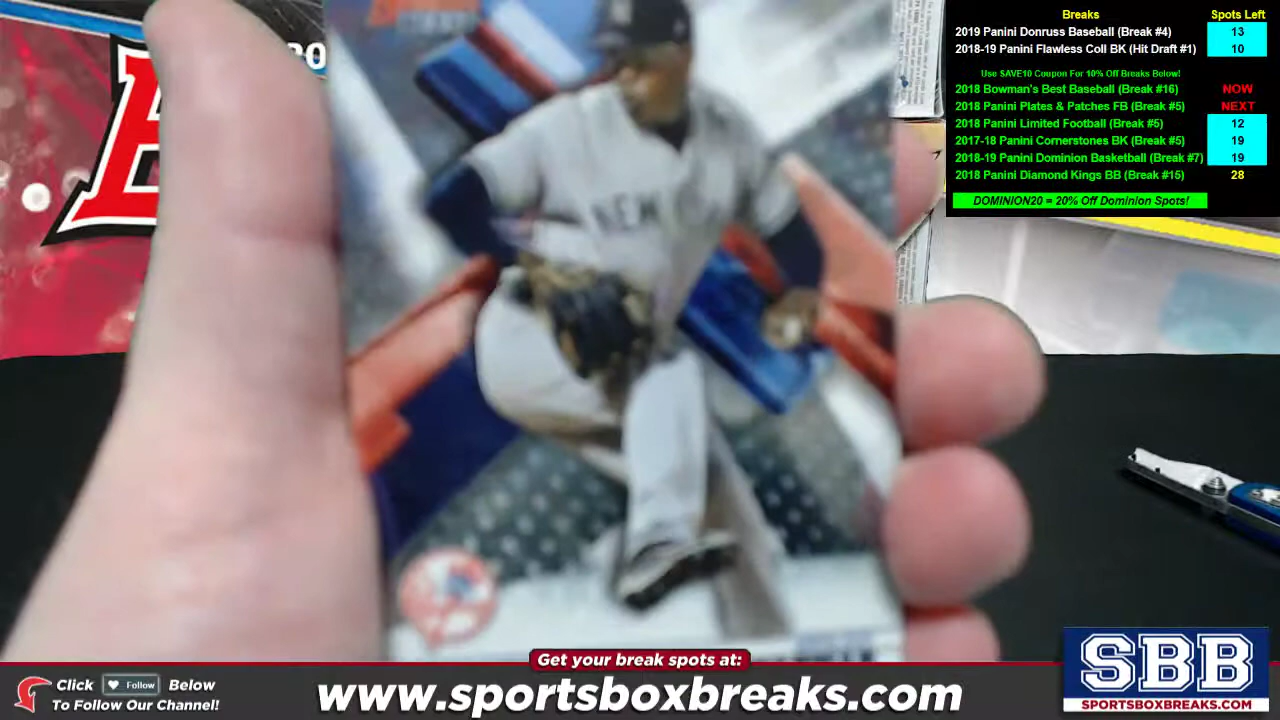 Breaks Spots Left
2019 Panini Donruss Baseball (Break #4) 13
2018-19 Panini Flawless Coll BK (Hit Draft #1) 10
Use SAVE10 Coupon For 10% Off Breaks Below!
2018 Bowman's Best Baseball (Break #16) NOW
2018 Panini Plates & Patches FB (Break #5) NEXT
2018 Panini Limited Football (Break #5) 12
2017-18 Panini Cornerstones BK (Break #5) 19
2018-19 Panini Dominion Basketball (Break #7) 19
2018 Panini Diamond Kings BB (Break #15) 28
DOMINION20 = 20% Off Dominion Spots!
NEW
Get your break spots at:
Click Follow Below
To Follow Our Channel!
www.sportsboxbreaks.com
SBB
SPORTSBOXBREAKS.COM